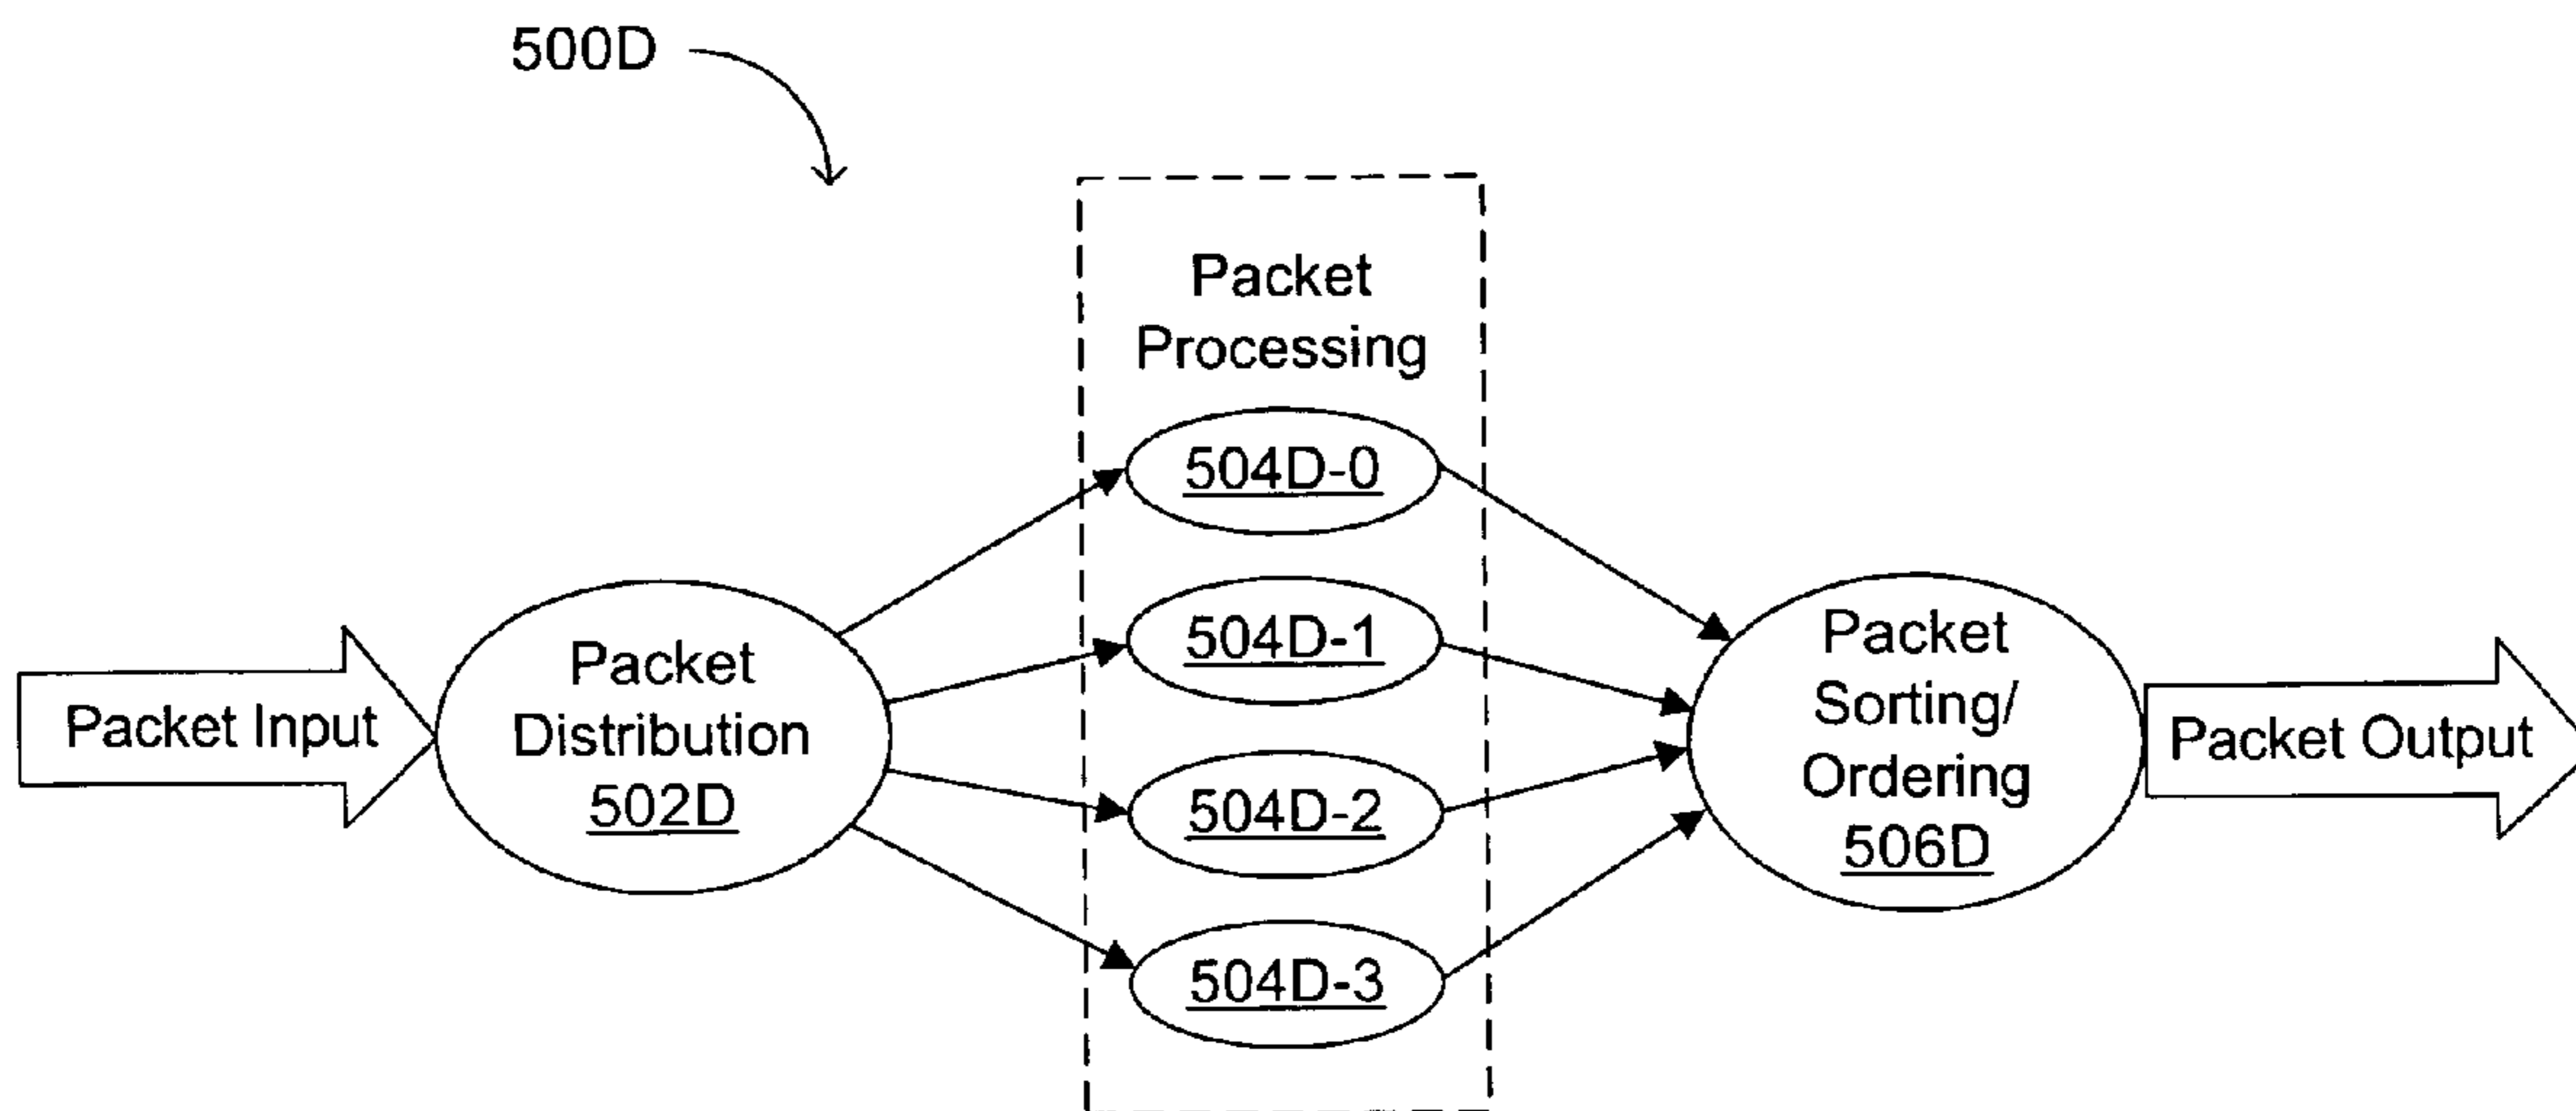 500D
Packet
Processing
504D-0
504D-1
504D-2
504D-3
Packet Input
Packet
Distribution
502D
Packet
Sorting/
Ordering
506D
Packet Output